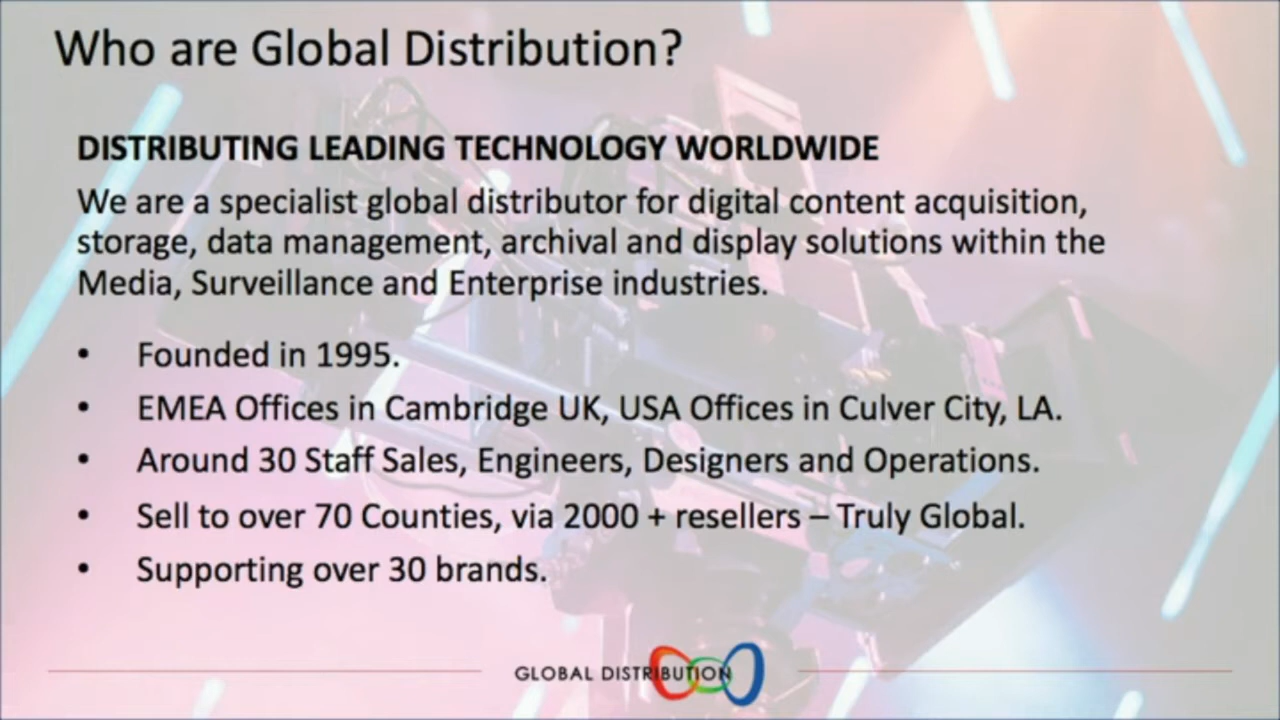 Who are Global Distribution?
DISTRIBUTING LEADING TECHNOLOGY WORLDWIDE
We are a specialist global distributor for digital content acquisition,
storage, data management, archival and display solutions within the
Media, Surveillance and Enterprise industries.
• Founded in 1995.
• EMEA Offices in Cambridge UK, USA Offices in Culver City, LA.
• Around 30 Staff Sales, Engineers, Designers and Operations.
• Sell to over 70 Counties, via 2000 + resellers – Truly Global.
• Supporting over 30 brands.
GLOBAL DISTRIBUTION